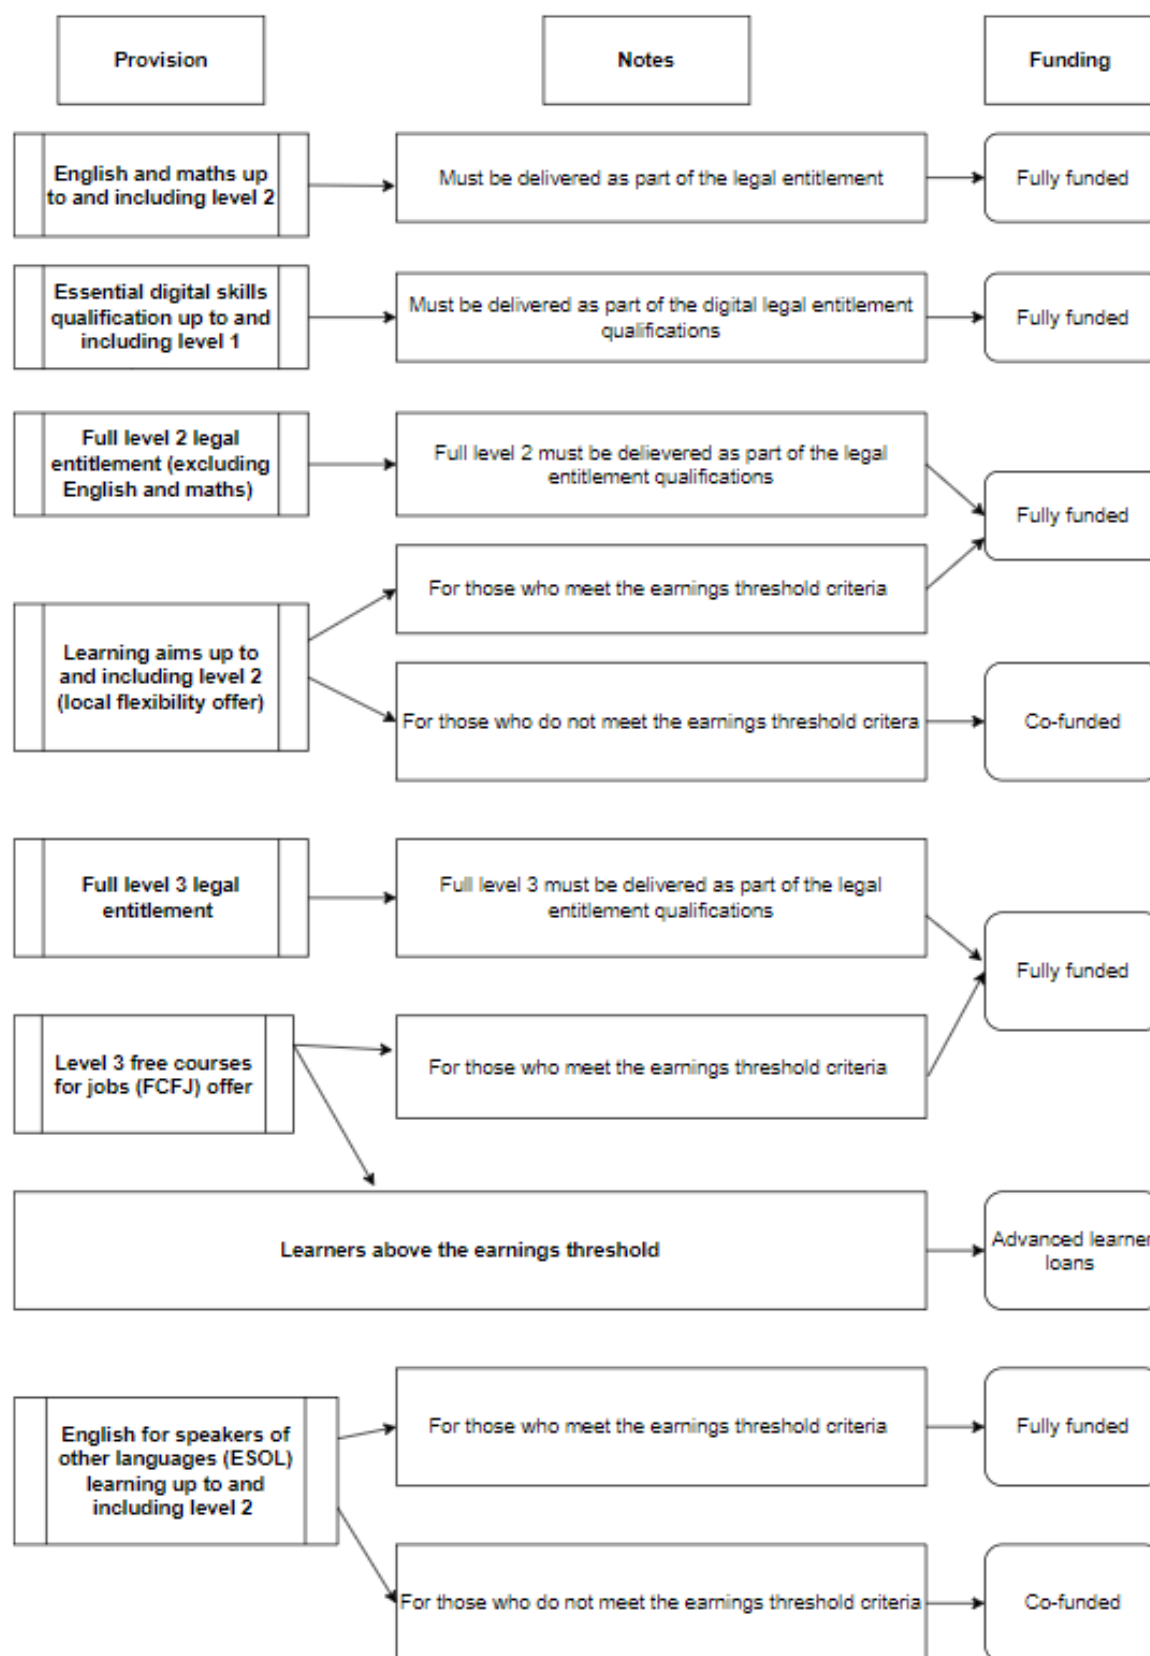 Provision
Notes
Funding
English and maths up
to and including level 2
Must be delivered as part of the legal entitlement
Fully funded
Essential digital skills
qualification up to and
including level 1
Must be delivered as part of the digital legal entitlement
qualifications
Fully funded
Full level 2 legal
entitlement (excluding
English and maths)
Full level 2 must be delievered as part of the legal
entitlement qualifications
Fully funded
For those who meet the earnings threshold criteria
Learning aims up to
and including level 2
(local flexibility offer)
For those who do not meet the earnings threshold critera
Co-funded
Full level 3 legal
entitlement
Full level 3 must be delivered as part of the legal
entitlement qualifications
Fully funded
Level 3 free courses
for jobs (FCFJ) offer
For those who meet the earnings threshold criteria
Learners above the earnings threshold
Advanced learner
loans
English for speakers of
other languages (ESOL)
learning up to and
including level 2
For those who meet the earnings threshold criteria
Fully funded
For those who do not meet the earnings threshold criteria
Co-funded